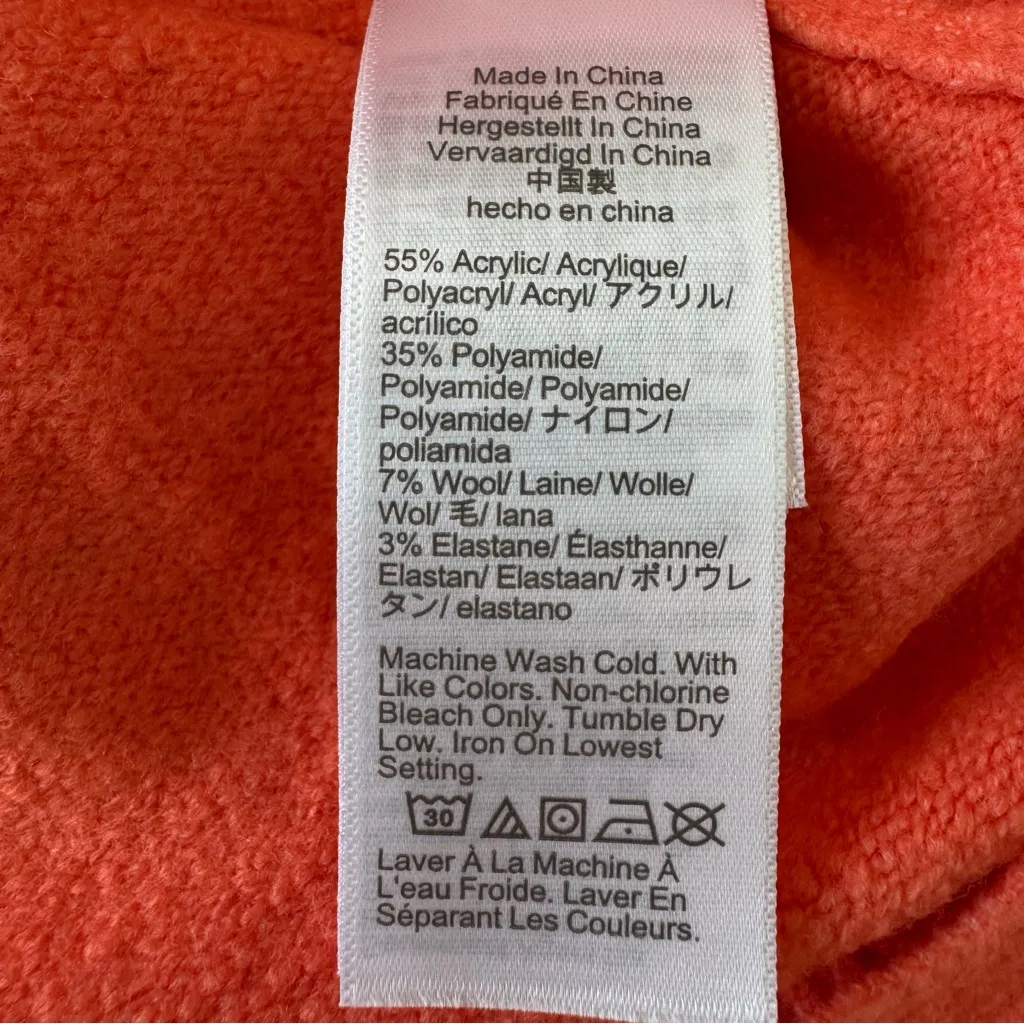 Made In China
Fabriqué En Chine
Hergestellt In China
Vervaardigd In China
中国製
hecho en china
55% Acrylic/ Acrylique/
Polyacryl/ Acryl/ アクリル/
acrílico
35% Polyamide/
Polyamide/ Polyamide/
Polyamide/ ナイロン/
poliamida
7% Wool/ Laine/ Wolle/
Wol/ 毛/ lana
3% Elastane/ Élasthanne/
Elastan/ Elastaan/ ポリウレ
タン/ elastano
Machine Wash Cold. With
Like Colors. Non-chlorine
Bleach Only. Tumble Dry
Low. Iron On Lowest
Setting.
30
Laver À La Machine À
L'eau Froide. Laver En
Séparant Les Couleurs.